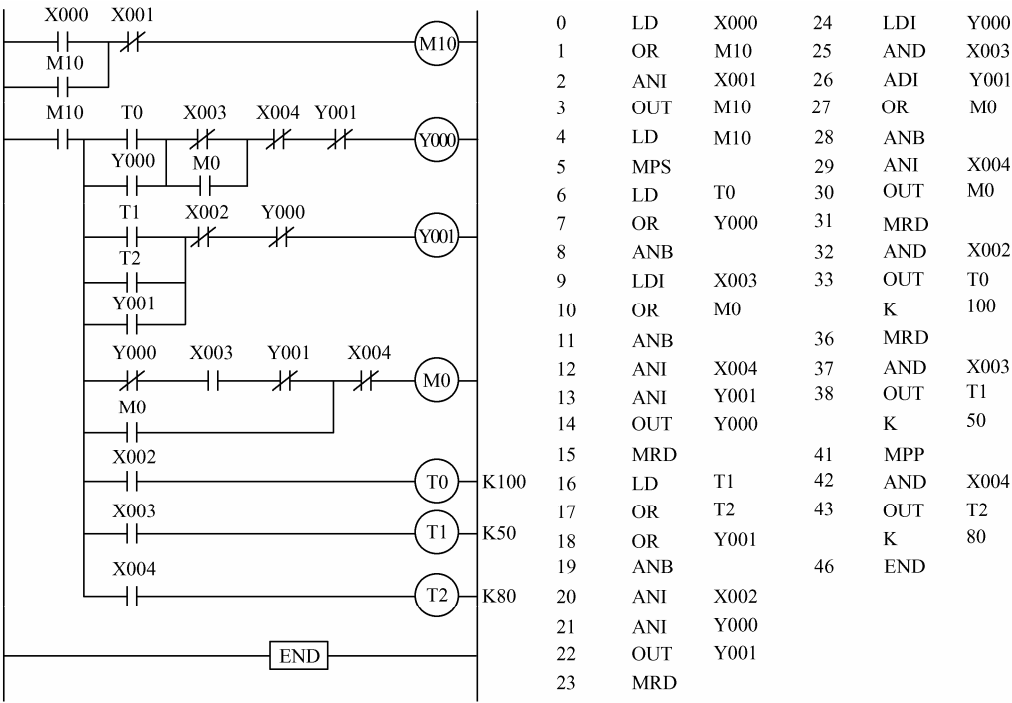 X000 X001
M10
M10
M10 T0 X003 X004 Y001
Y000
Y000 M0
T1 X002 Y000
Y001
T2
Y001
Y000 X003 Y001 X004
M0
M0
X002
T0 K100
X003
T1 K50
X004
T2 K80
END
0 LD X000
1 OR M10
2 ANI X001
3 OUT M10
4 LD M10
5 MPS
6 LD T0
7 OR Y000
8 ANB
9 LDI X003
10 OR M0
11 ANB
12 ANI X004
13 ANI Y001
14 OUT Y000
15 MRD
16 LD T1
17 OR T2
18 OR Y001
19 ANB
20 ANI X002
21 ANI Y000
22 OUT Y001
23 MRD
24 LDI Y000
25 AND X003
26 ADI Y001
27 OR M0
28 ANB
29 ANI X004
30 OUT M0
31 MRD
32 AND X002
33 OUT T0
K 100
36 MRD
37 AND X003
38 OUT T1
K 50
41 MPP
42 AND X004
43 OUT T2
K 80
46 END